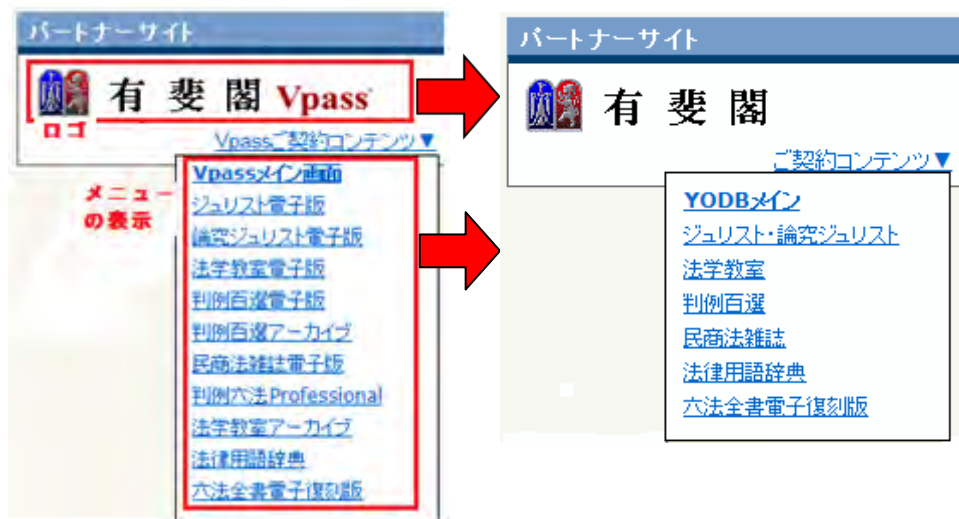 パートナーサイト
有斐閣 Vpass
ロゴ
Vpassご契約コンテンツ▼
メニュー
の表示
Vpassメイン画面
ジュリスト電子版
論究ジュリスト電子版
法学教室電子版
判例百選電子版
判例百選アーカイブ
民商法雑誌電子版
判例六法Professional
法学教室アーカイブ
法律用語辞典
六法全書電子復刻版
パートナーサイト
有斐閣
ご契約コンテンツ▼
YODBメイン
ジュリスト・論究ジュリスト
法学教室
判例百選
民商法雑誌
法律用語辞典
六法全書電子復刻版